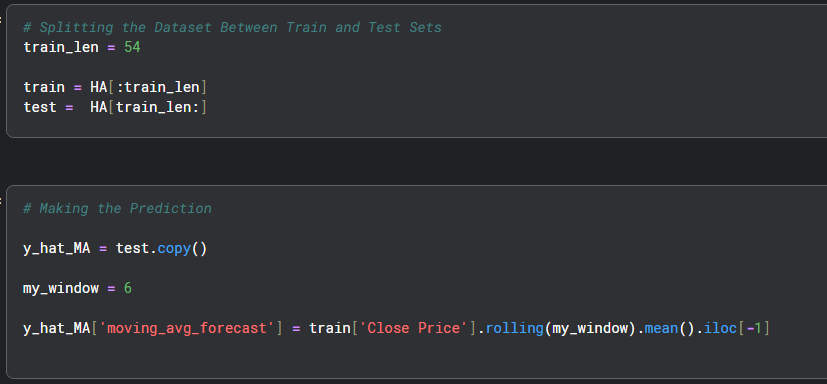 # Splitting the Dataset Between Train and Test Sets
train_len = 54
train = HA[:train_len]
test =  HA[train_len:]
# Making the Prediction
y_hat_MA = test.copy()
my_window = 6
y_hat_MA['moving_avg_forecast'] = train['Close Price'].rolling(my_window).mean().iloc[-1]